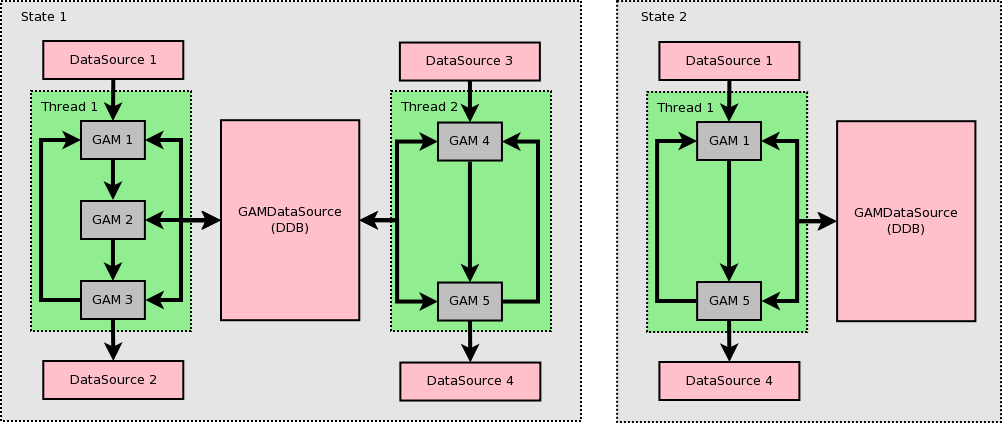 State 1
DataSource 1
DataSource 3
Thread 1
Thread 2
GAM 1
GAM 4
GAM 2
GAMDataSource
(DDB)
GAM 3
GAM 5
DataSource 2
DataSource 4
State 2
DataSource 1
Thread 1
GAM 1
GAMDataSource
(DDB)
GAM 5
DataSource 4